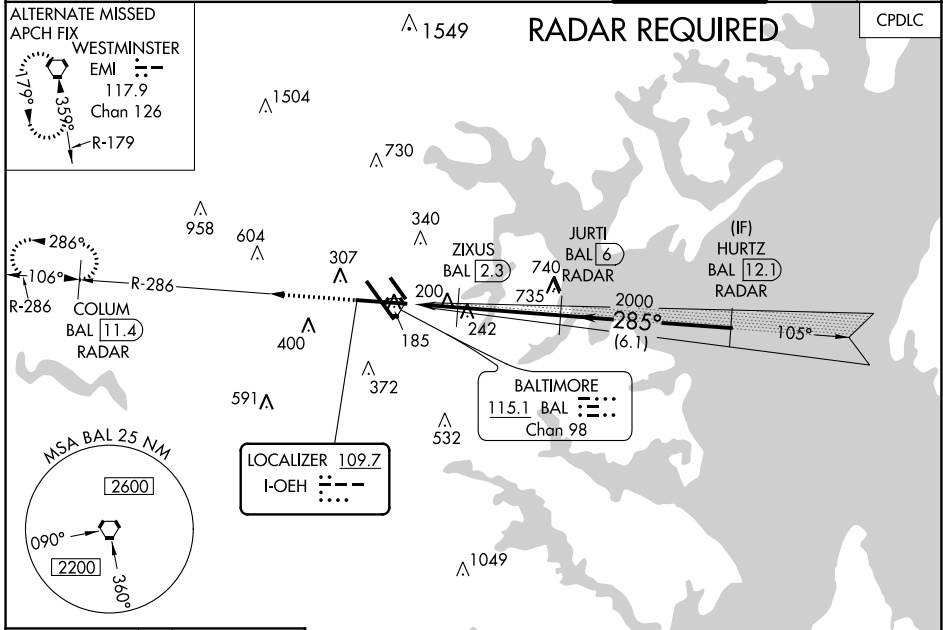 ALTERNATE MISSED
APCH FIX
WESTMINSTER
EMI
117.9
Chan 126
179°
359°
R-179
RADAR REQUIRED
CPDLC
1549
1504
730
958
604
340
307
286°
106°
R-286
R-286
COLUM
BAL 11.4
RADAR
ZIXUS
BAL 2.3
JURTI
BAL 6
RADAR
(IF)
HURTZ
BAL 12.1
RADAR
740
735
200
242
185
2000
285°
(6.1)
105°
400
372
591
532
BALTIMORE
115.1 BAL
Chan 98
LOCALIZER 109.7
I-OEH
MSA BAL 25 NM
2600
090°
2200
360°
1049